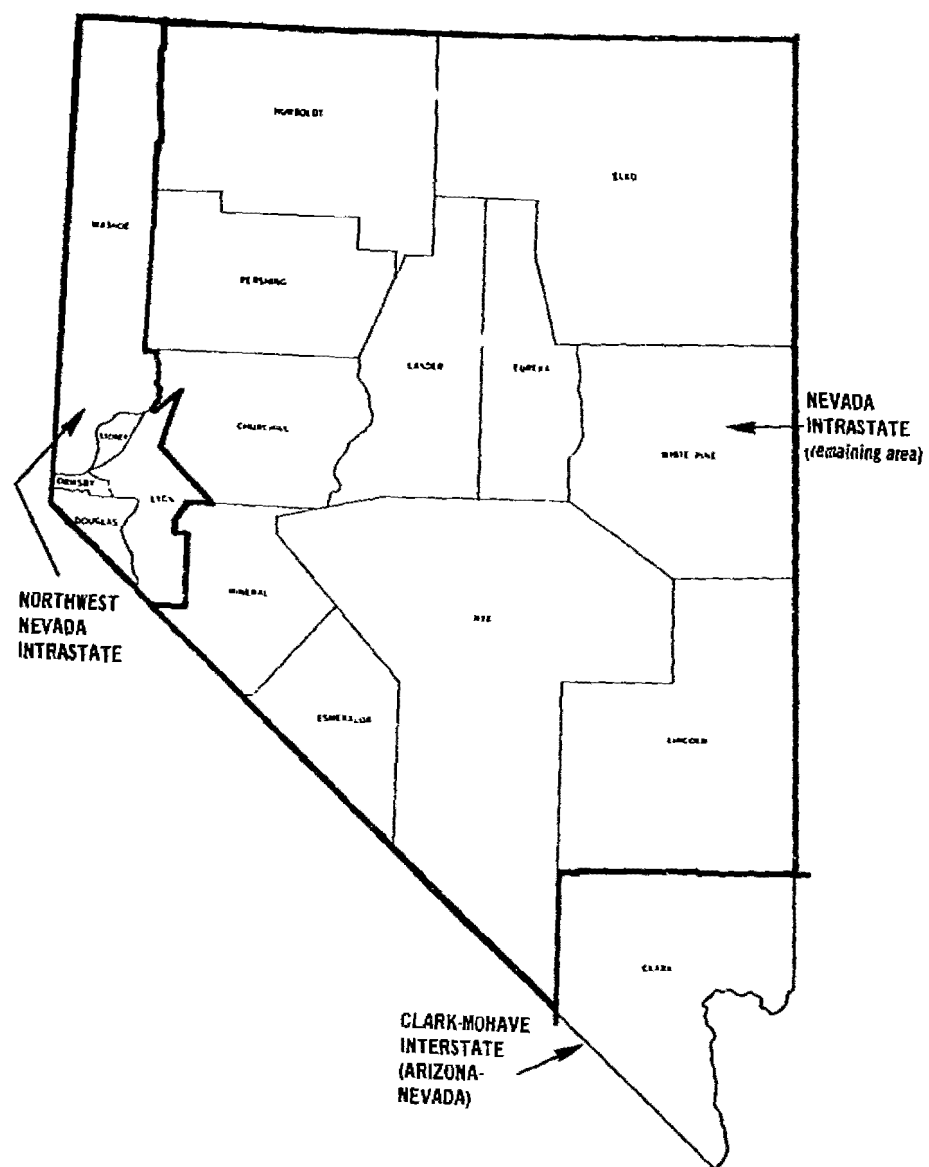 HUMBOLDT
ELKO
WASHOE
PERSHING
LANDER
EUREKA
NEVADA
INTRASTATE
(remaining area)
STOREY
CHURCHILL
WHITE PINE
ORMSBY
LYON
DOUGLAS
NORTHWEST
NEVADA
INTRASTATE
MINERAL
NYE
ESMERALDA
LINCOLN
CLARK
CLARK-MOHAVE
INTERSTATE
(ARIZONA-
NEVADA)